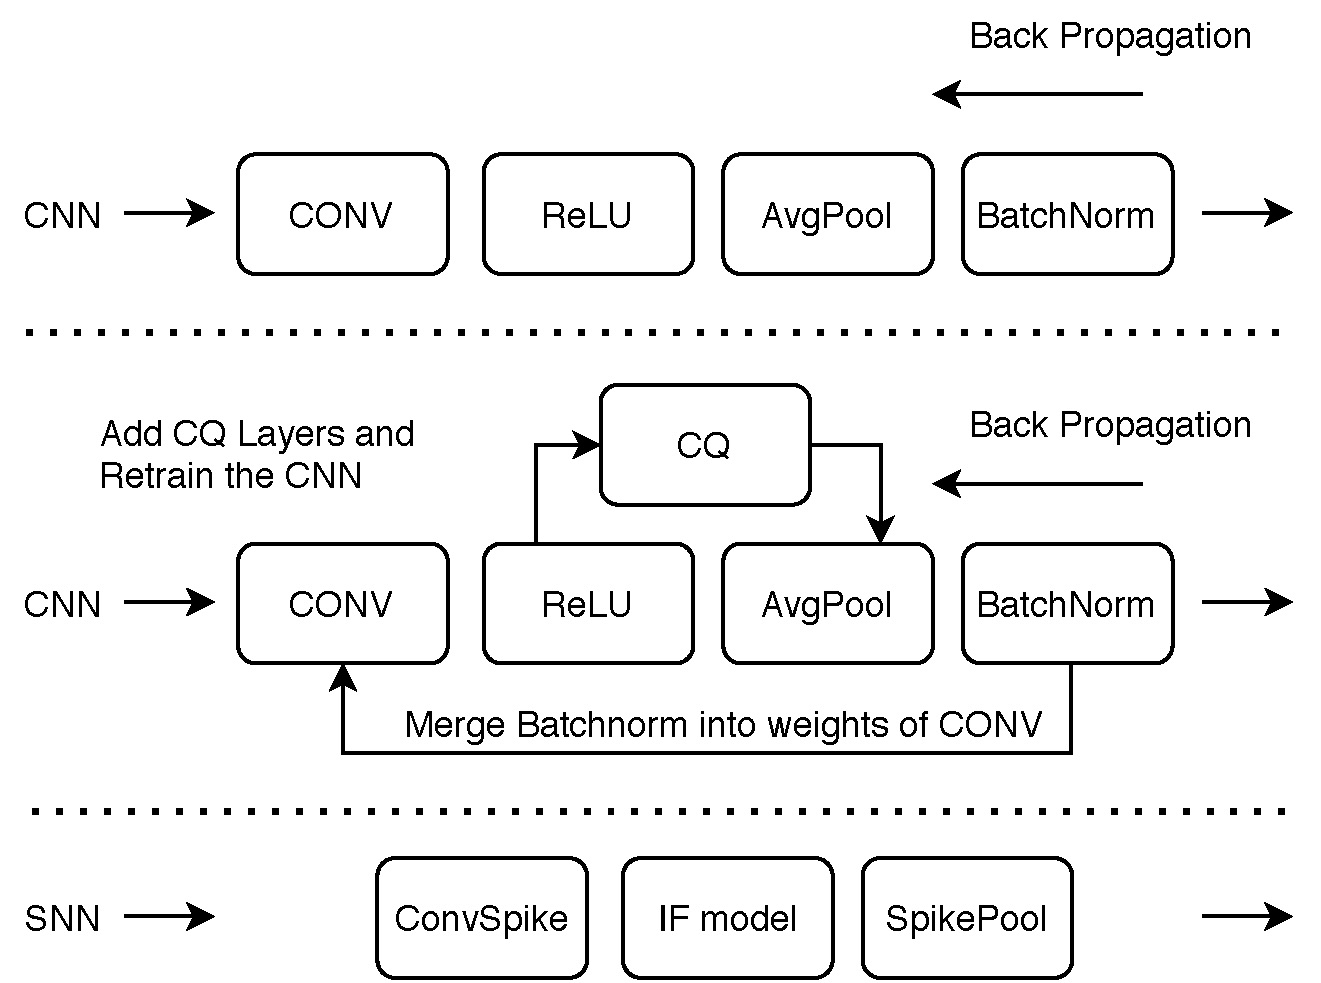 Back Propagation
CNN
CONV
ReLU
AvgPool
BatchNorm
Add CQ Layers and
Retrain the CNN
CQ
Back Propagation
CNN
CONV
ReLU
AvgPool
BatchNorm
Merge Batchnorm into weights of CONV
SNN
ConvSpike
IF model
SpikePool